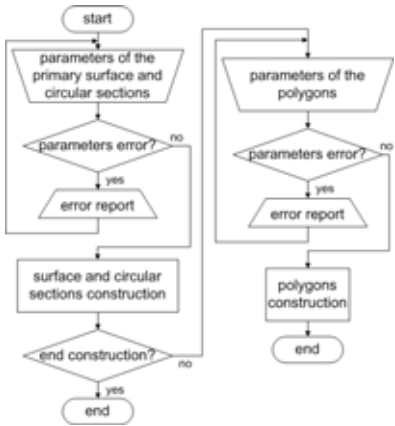 start
parameters of the
primary surface and
circular sections
parameters error?
no
yes
error report
surface and circular
sections construction
end construction?
no
yes
end
parameters of the
polygons
parameters error?
no
yes
error report
polygons
construction
end